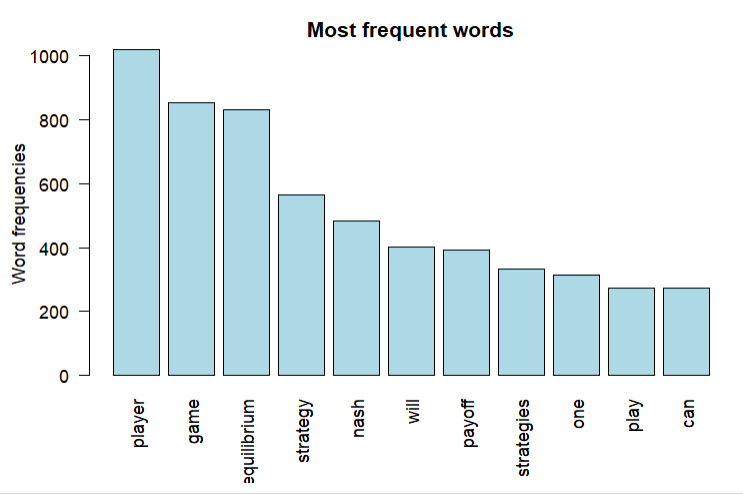 Most frequent words
Word frequencies
1000
800
600
400
200
0
player
game
equilibrium
strategy
nash
will
payoff
strategies
one
play
can